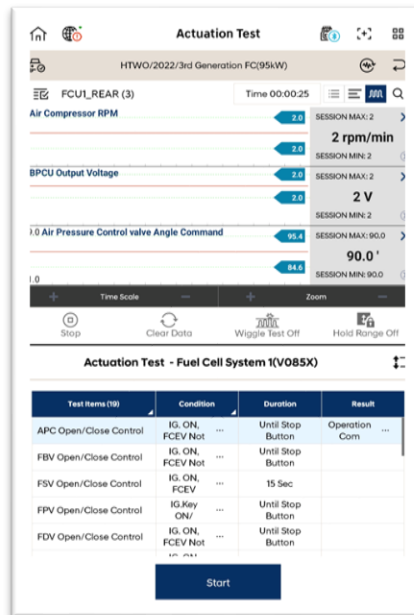 Actuation Test
HTWO/2022/3rd Generation FC(95kW)
FCU1_REAR (3)
Time 00:00:25
Air Compressor RPM
2.0
2.0
SESSION MAX: 2
2 rpm/min
SESSION MIN: 2
BPCU Output Voltage
2.0
2.0
SESSION MAX: 2
2 V
SESSION MIN: 2
9.0 Air Pressure Control valve Angle Command
95.4
84.6
1.0
SESSION MAX: 90.0
90.0 '
SESSION MIN: 90.0
+ Time Scale − + Zoom −
Stop
Clear Data
Wiggle Test Off
Hold Range Off
Actuation Test - Fuel Cell System 1(V085X)
Test Items (19) Condition Duration Result
APC Open/Close Control IG. ON, FCEV Not ... Until Stop Button Operation Com ...
FBV Open/Close Control IG. ON, FCEV Not ... Until Stop Button
FSV Open/Close Control IG. ON, FCEV ... 15 Sec
FPV Open/Close Control IG.Key ON/ ... Until Stop Button
FDV Open/Close Control IG. ON, FCEV Not ... Until Stop Button
IG. ON,
Start